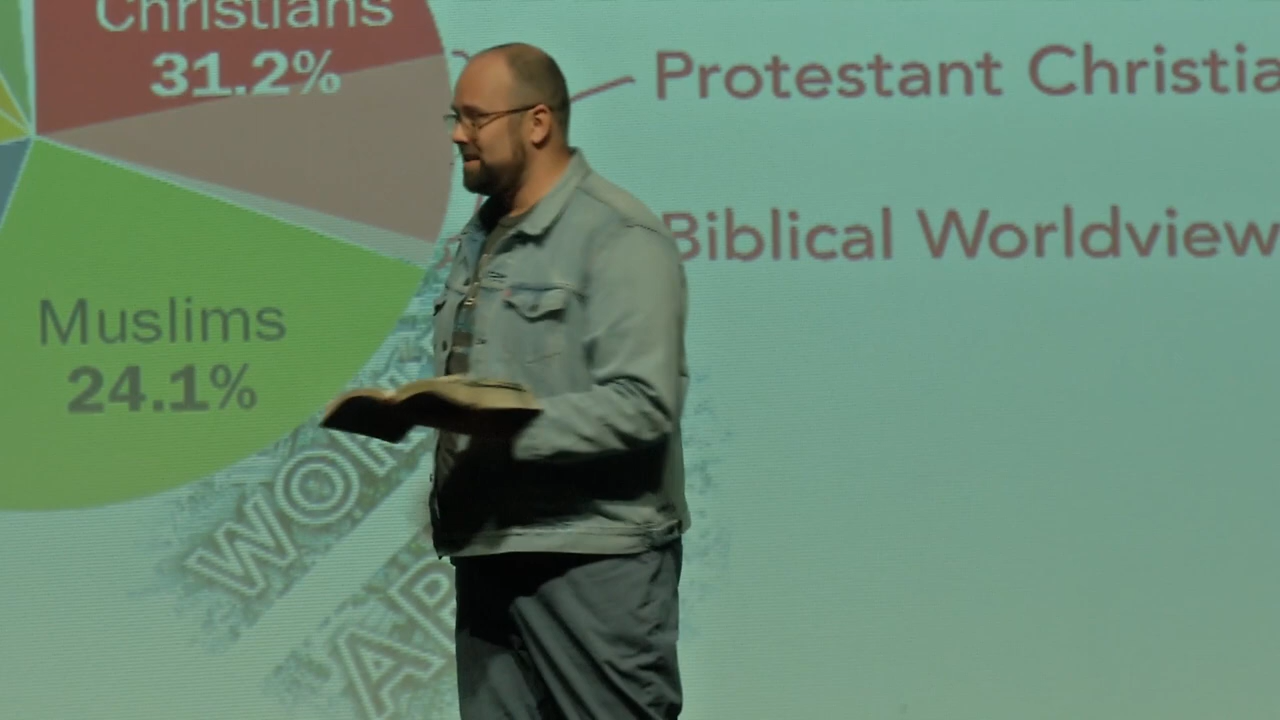 Christians
31.2%
Protestant Christia
Biblical Worldview
Muslims
24.1%